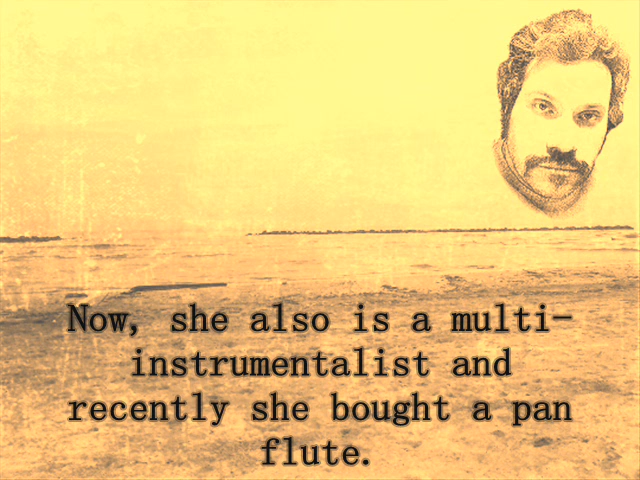 Now, she also is a multi-
instrumentalist and
recently she bought a pan
flute.